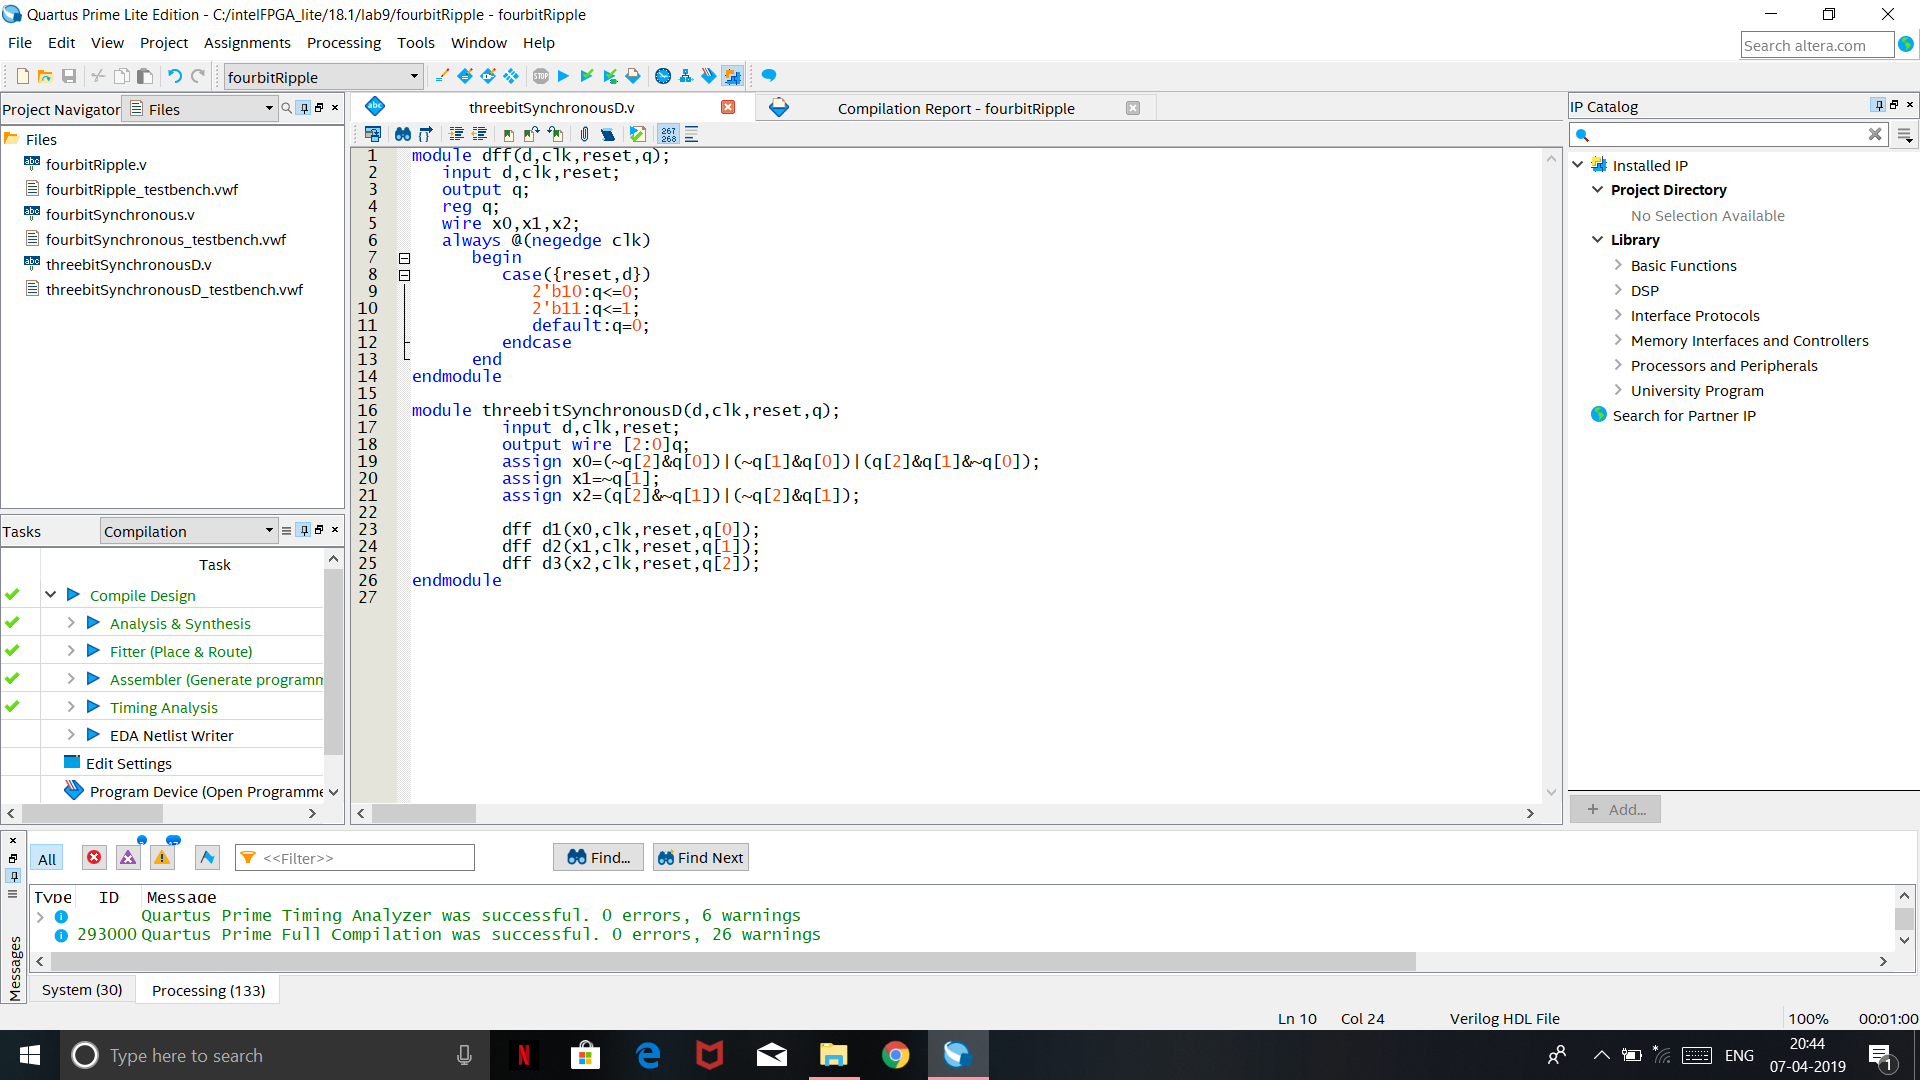 Quartus Prime Lite Edition - C:/intelFPGA_lite/18.1/lab9/fourbitRipple - fourbitRipple
File Edit View Project Assignments Processing Tools Window Help
Search altera.com
fourbitRipple
Project Navigator Files
Files
fourbitRipple.v
fourbitRipple_testbench.vwf
fourbitSynchronous.v
fourbitSynchronous_testbench.vwf
threebitSynchronousD.v
threebitSynchronousD_testbench.vwf
Tasks Compilation
Task
Compile Design
Analysis & Synthesis
Fitter (Place & Route)
Assembler (Generate programm
Timing Analysis
EDA Netlist Writer
Edit Settings
Program Device (Open Programme
threebitSynchronousD.v Compilation Report - fourbitRipple
267
268
1 module dff(d,clk,reset,q);
2 input d,clk,reset;
3 output q;
4 reg q;
5 wire x0,x1,x2;
6 always @(negedge clk)
7 begin
8 case({reset,d})
9 2'b10:q<=0;
10 2'b11:q<=1;
11 default:q=0;
12 endcase
13 end
14 endmodule
15
16 module threebitSynchronousD(d,clk,reset,q);
17 input d,clk,reset;
18 output wire [2:0]q;
19 assign x0=(~q[2]&q[0])|(~q[1]&q[0])|(q[2]&q[1]&~q[0]);
20 assign x1=~q[1];
21 assign x2=(q[2]&~q[1])|(~q[2]&q[1]);
22
23 dff d1(x0,clk,reset,q[0]);
24 dff d2(x1,clk,reset,q[1]);
25 dff d3(x2,clk,reset,q[2]);
26 endmodule
27
IP Catalog
Installed IP
Project Directory
No Selection Available
Library
Basic Functions
DSP
Interface Protocols
Memory Interfaces and Controllers
Processors and Peripherals
University Program
Search for Partner IP
+ Add...
All <<Filter>> Find... Find Next
Type ID Message
Quartus Prime Timing Analyzer was successful. 0 errors, 6 warnings
293000 Quartus Prime Full Compilation was successful. 0 errors, 26 warnings
Messages
System (30) Processing (133)
Ln 10 Col 24 Verilog HDL File 100% 00:01:00
Type here to search
ENG
20:44
07-04-2019
1